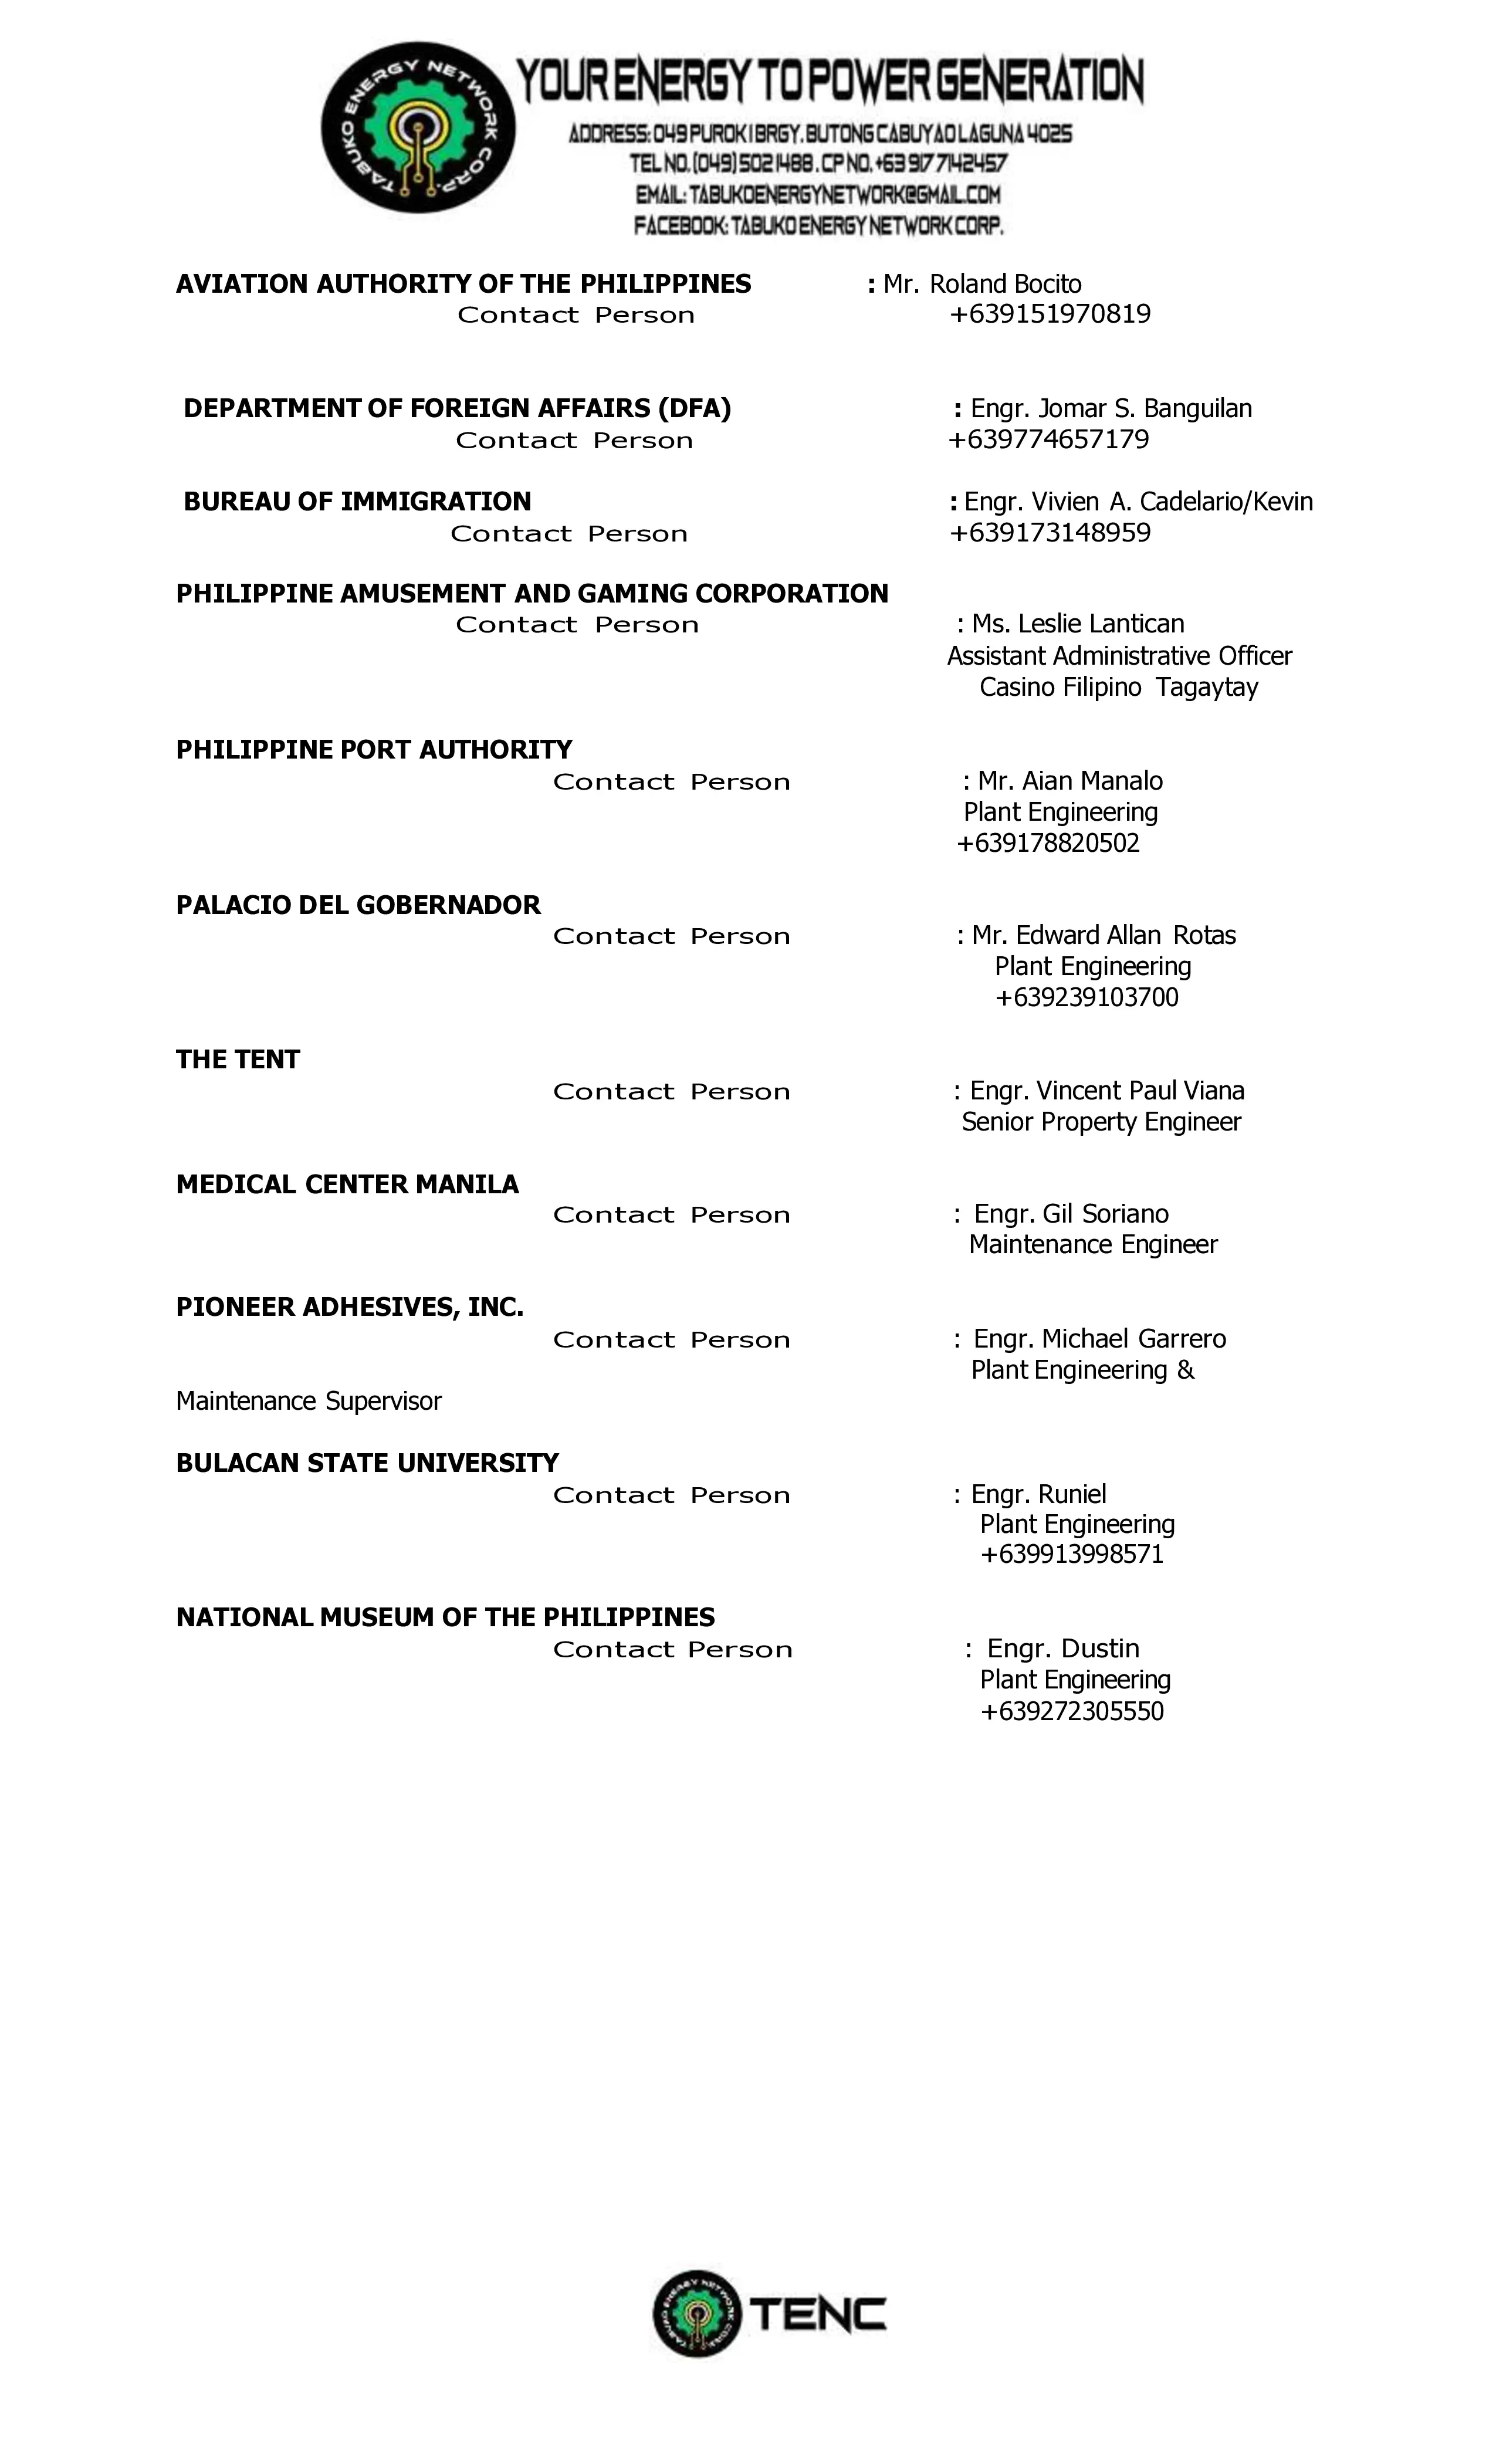 TABUKO ENERGY NETWORK CORP.
YOUR ENERGY TO POWER GENERATION
ADDRESS: 049 PUROK 1 BRGY. BUTONG CABUYAO LAGUNA 4025
TEL NO. (049) 502 1488 . CP NO. +63 917 7142457
EMAIL: TABUKOENERGYNETWORK@GMAIL.COM
FACEBOOK: TABUKO ENERGY NETWORK CORP.
AVIATION AUTHORITY OF THE PHILIPPINES : Mr. Roland Bocito
Contact Person +639151970819
DEPARTMENT OF FOREIGN AFFAIRS (DFA) : Engr. Jomar S. Banguilan
Contact Person +639774657179
BUREAU OF IMMIGRATION : Engr. Vivien A. Cadelario/Kevin
Contact Person +639173148959
PHILIPPINE AMUSEMENT AND GAMING CORPORATION
Contact Person : Ms. Leslie Lantican
Assistant Administrative Officer
Casino Filipino Tagaytay
PHILIPPINE PORT AUTHORITY
Contact Person : Mr. Aian Manalo
Plant Engineering
+639178820502
PALACIO DEL GOBERNADOR
Contact Person : Mr. Edward Allan Rotas
Plant Engineering
+639239103700
THE TENT
Contact Person : Engr. Vincent Paul Viana
Senior Property Engineer
MEDICAL CENTER MANILA
Contact Person : Engr. Gil Soriano
Maintenance Engineer
PIONEER ADHESIVES, INC.
Contact Person : Engr. Michael Garrero
Plant Engineering &
Maintenance Supervisor
BULACAN STATE UNIVERSITY
Contact Person : Engr. Runiel
Plant Engineering
+639913998571
NATIONAL MUSEUM OF THE PHILIPPINES
Contact Person : Engr. Dustin
Plant Engineering
+639272305550
TABUKO ENERGY NETWORK CORP.
TENC